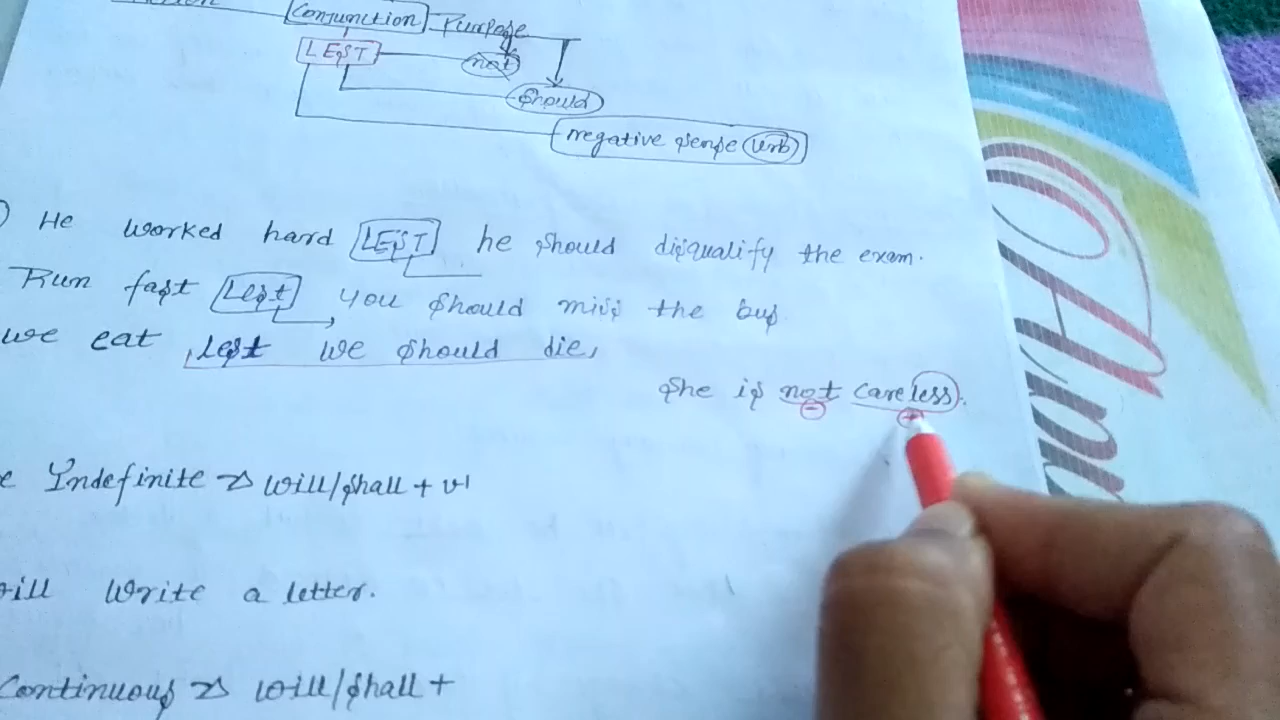 Conjunction Purpose
LEST
not
should
negative sense verb
He worked hard LEST he should disqualify the exam.
Run fast Lest you should miss the bus
we eat, lest we should die,
She is not careless.
- +
Indefinite ⇒ will/shall + v1
write a letter.
Continuous ⇒ will/shall +